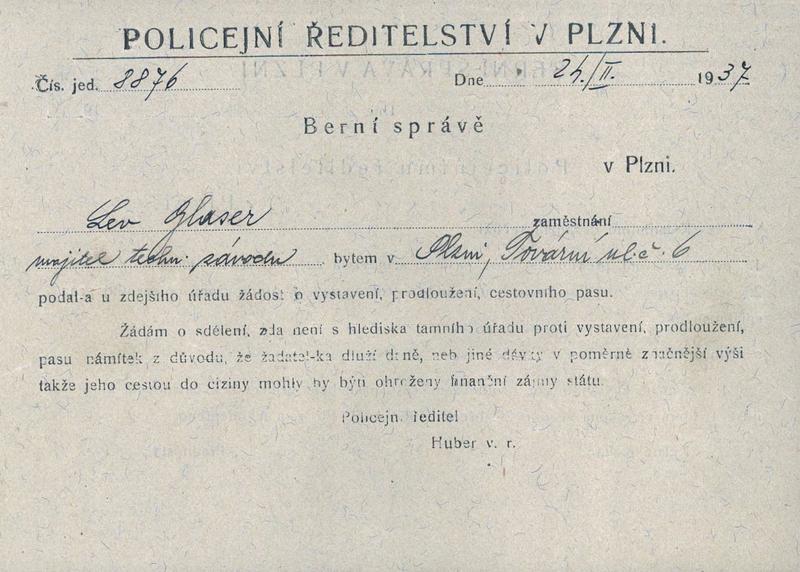 POLICEJNÍ ŘEDITELSTVÍ V PLZNI.
Čís. jed. 8876 Dne 24./II. 1937
Berní správě
v Plzni.
Lev Glaser zaměstnání
majitel techn. závodu bytem v Plzni, Tovární ul. č. 6
podal-a u zdejšího úřadu žádost o vystavení, prodloužení, cestovního pasu.
Žádám o sdělení, zda není s hlediska tamního úřadu proti vystavení, prodloužení,
pasu námitek z důvodu, že žadatel-ka dluží daně, neb jiné dávky v poměrně značnější výši
takže jeho cestou do ciziny mohly by býti ohroženy finanční zájmy státu.
Policejn. ředitel
Huber v. r.